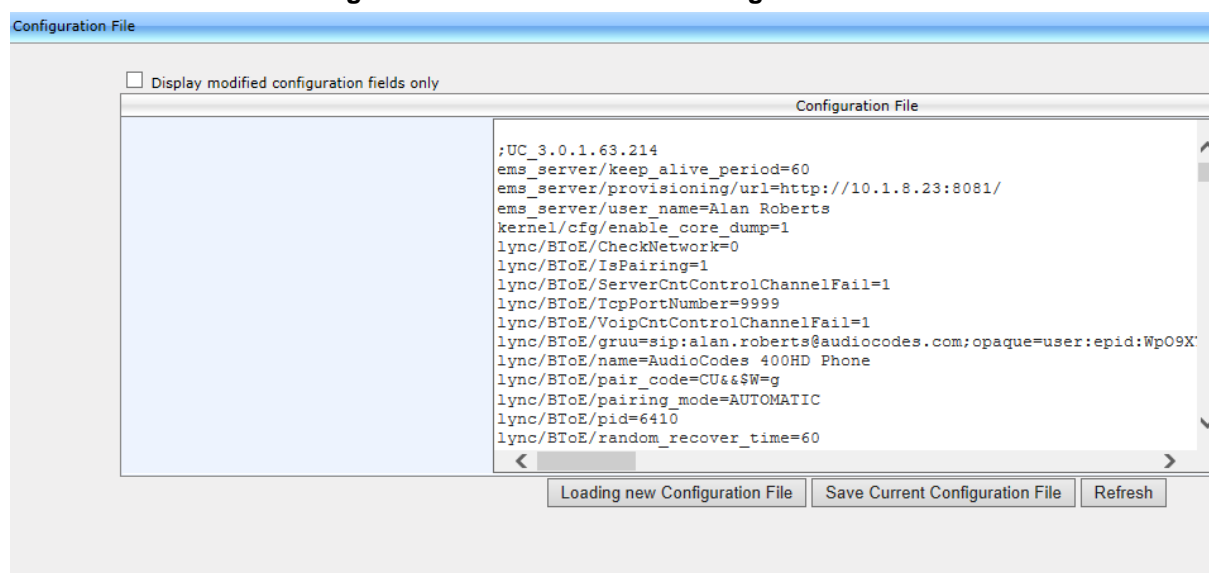 Configuration File
Display modified configuration fields only
Configuration File
;UC_3.0.1.63.214
ems_server/keep_alive_period=60
ems_server/provisioning/url=http://10.1.8.23:8081/
ems_server/user_name=Alan Roberts
kernel/cfg/enable_core_dump=1
lync/BToE/CheckNetwork=0
lync/BToE/IsPairing=1
lync/BToE/ServerCntControlChannelFail=1
lync/BToE/TcpPortNumber=9999
lync/BToE/VoipCntControlChannelFail=1
lync/BToE/gruu=sip:alan.roberts@audiocodes.com;opaque=user:epid:WpO9X
lync/BToE/name=AudioCodes 400HD Phone
lync/BToE/pair_code=CU&&$W=g
lync/BToE/pairing_mode=AUTOMATIC
lync/BToE/pid=6410
lync/BToE/random_recover_time=60
Loading new Configuration File Save Current Configuration File Refresh